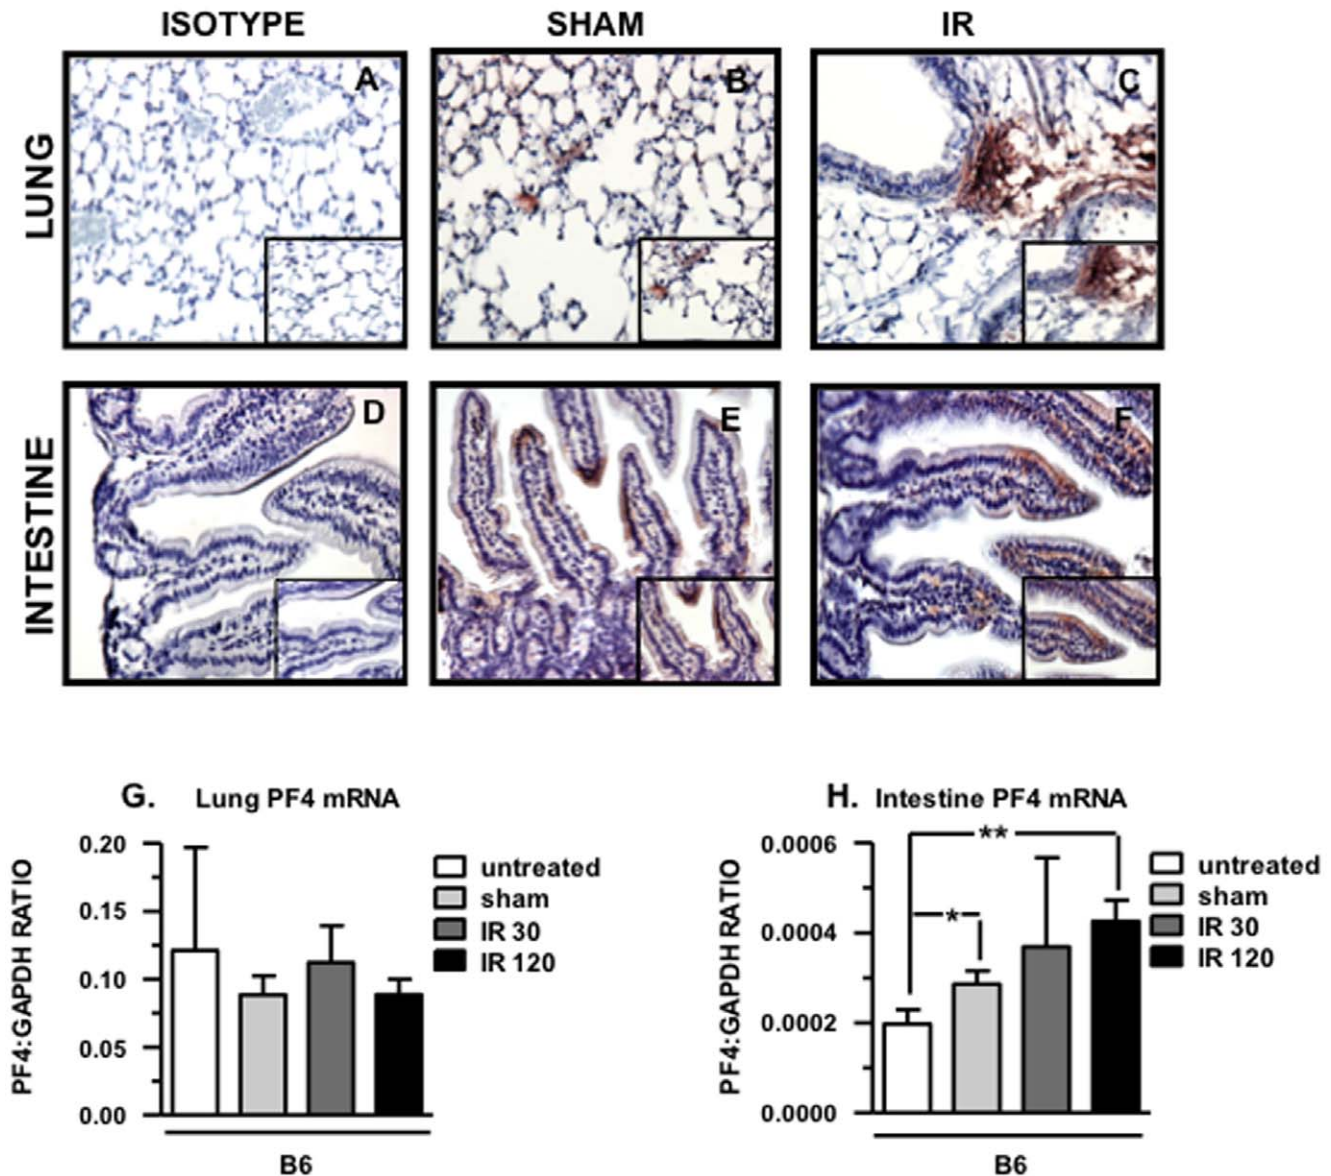 ISOTYPE SHAM IR
LUNG
A B C
INTESTINE
D E F
G. Lung PF4 mRNA
PF4:GAPDH RATIO
0.20
0.15
0.10
0.05
0.00
untreated
sham
IR 30
IR 120
B6
H. Intestine PF4 mRNA
PF4:GAPDH RATIO
0.0006
0.0004
0.0002
0.0000
**
*
untreated
sham
IR 30
IR 120
B6